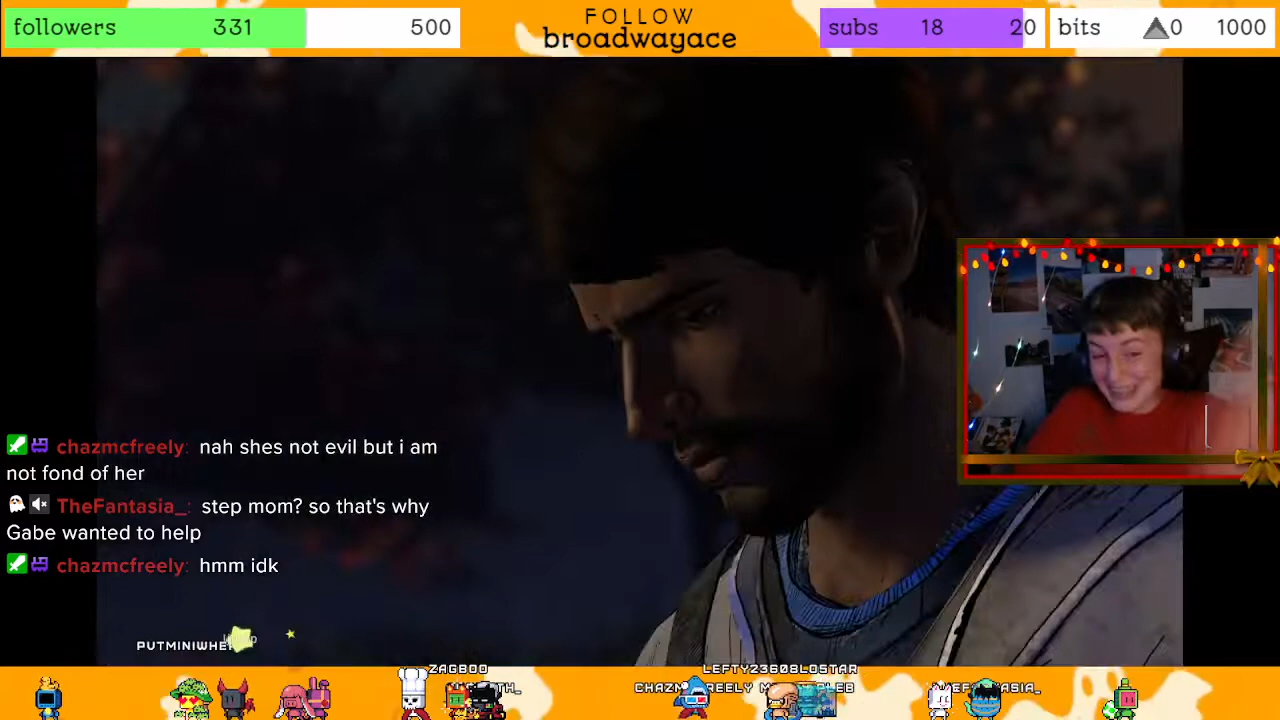 followers 331 500
FOLLOW
broadwayace
subs 18 20
bits 0 1000
chazmcfreely: nah shes not evil but i am
not fond of her
TheFantasia_: step mom? so that's why
Gabe wanted to help
chazmcfreely: hmm idk
ZAGBOO
LEFTY23608LOSTAR